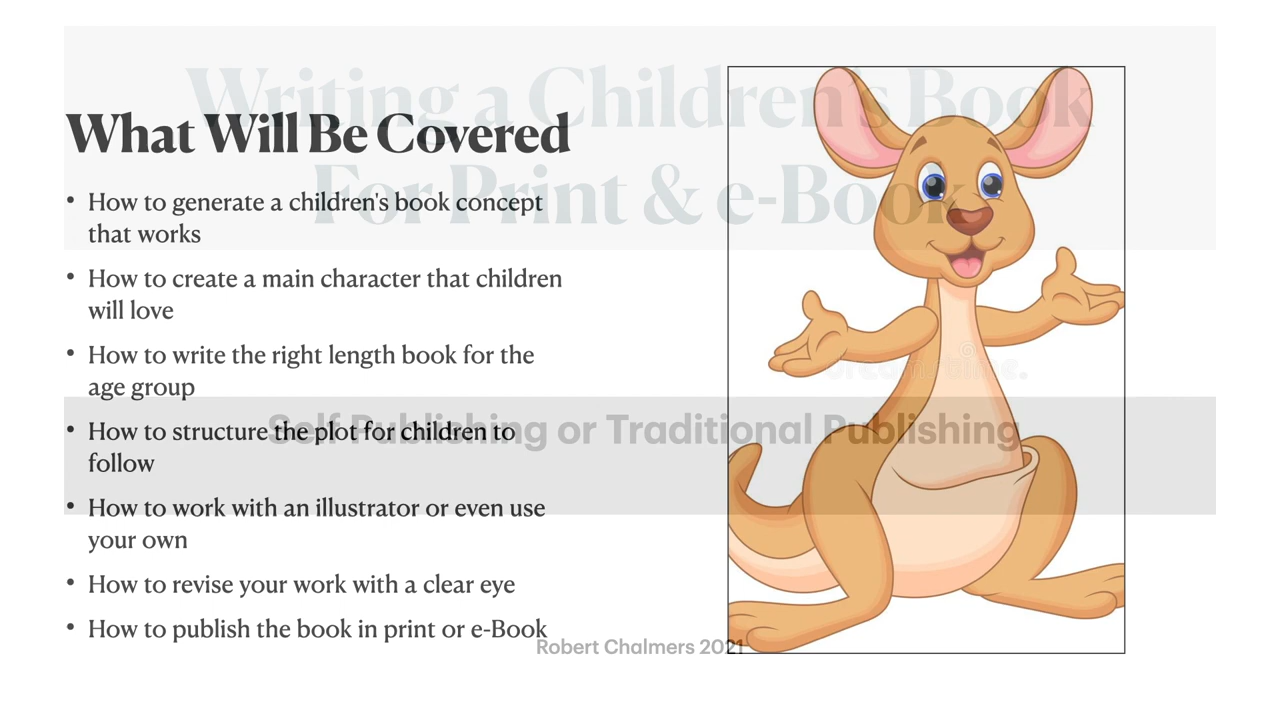 Writing a Children's Book
For Print & e-Book
What Will Be Covered
• How to generate a children's book concept
that works
• How to create a main character that children
will love
• How to write the right length book for the
age group
• How to structure the plot for children to
follow
• How to work with an illustrator or even use
your own
• How to revise your work with a clear eye
• How to publish the book in print or e-Book
Self Publishing or Traditional Publishing
dreamstime.
Robert Chalmers 2021